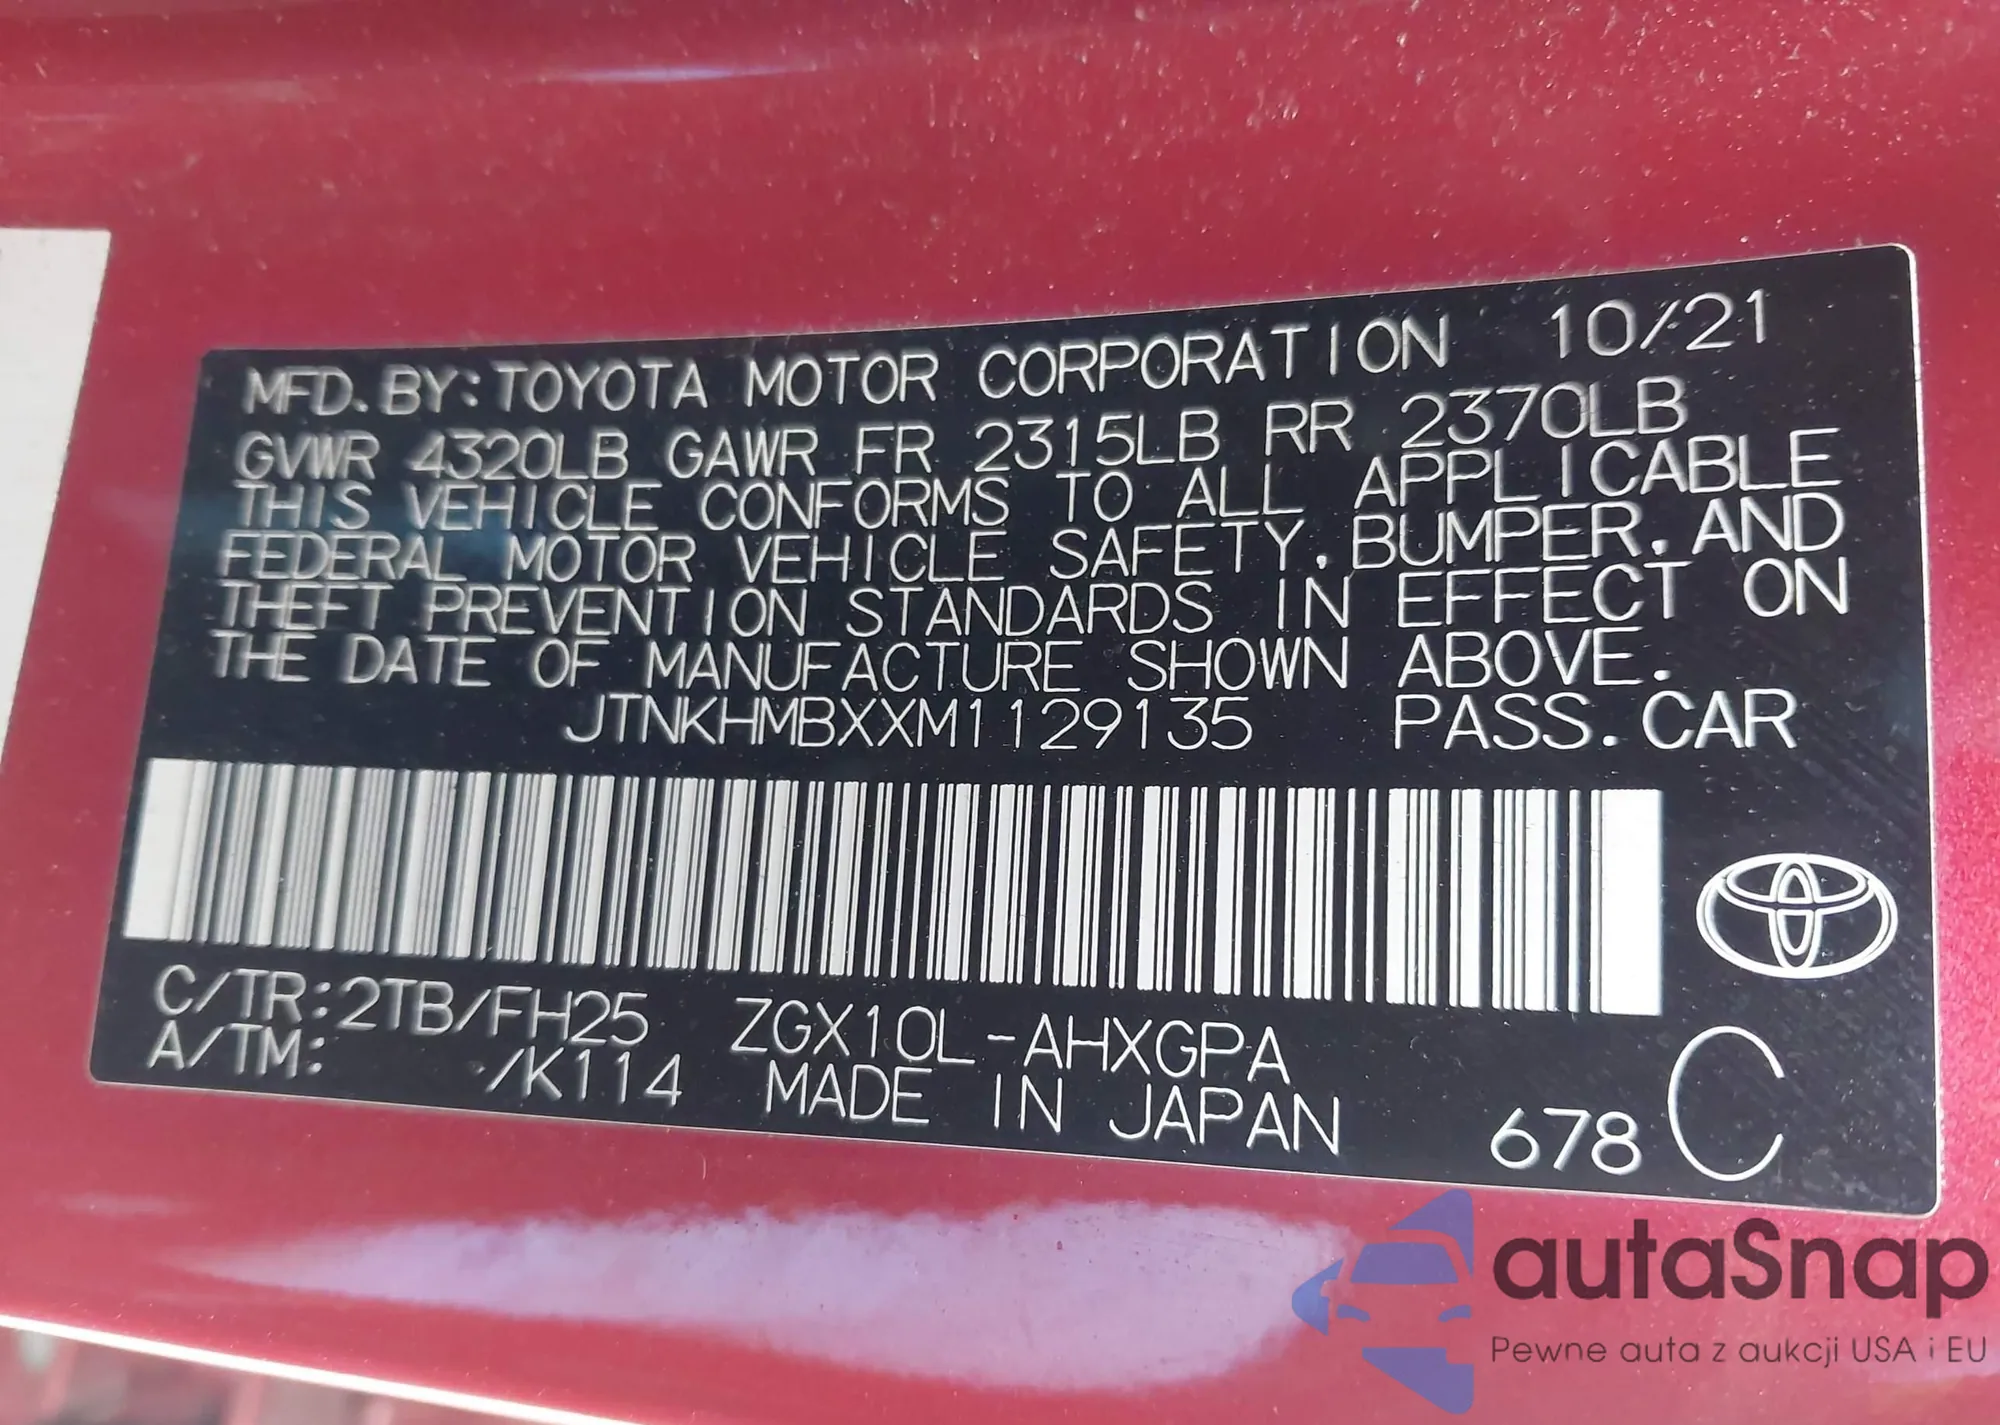 MFD. BY: TOYOTA MOTOR CORPORATION 10/21
GVWR 4320LB GAWR FR 2315LB RR 2370LB
THIS VEHICLE CONFORMS TO ALL APPLICABLE
FEDERAL MOTOR VEHICLE SAFETY, BUMPER, AND
THEFT PREVENTION STANDARDS IN EFFECT ON
THE DATE OF MANUFACTURE SHOWN ABOVE.
JTNKHMBXXM1129135 PASS. CAR
C/TR: 2TB/FH25 ZGX10L-AHXGPA
A/TM: /K114 MADE IN JAPAN 678 C
autaSnap
Pewne auta z aukcji USA i EU